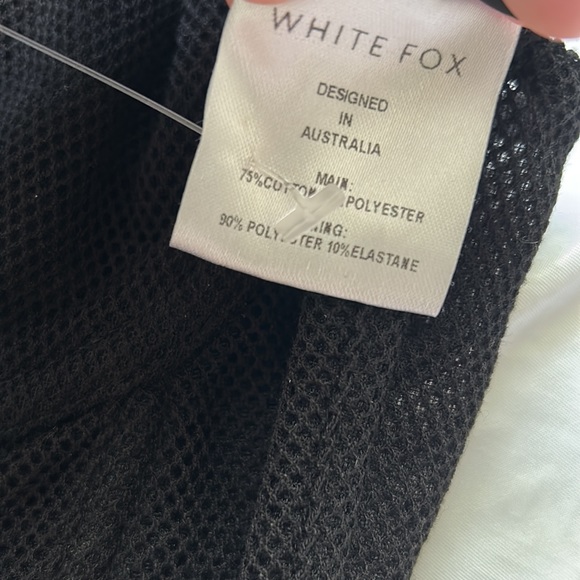 WHITE FOX
DESIGNED
IN
AUSTRALIA
MAIN:
75%COTTON POLYESTER
90% POLYESTER 10%ELASTANE